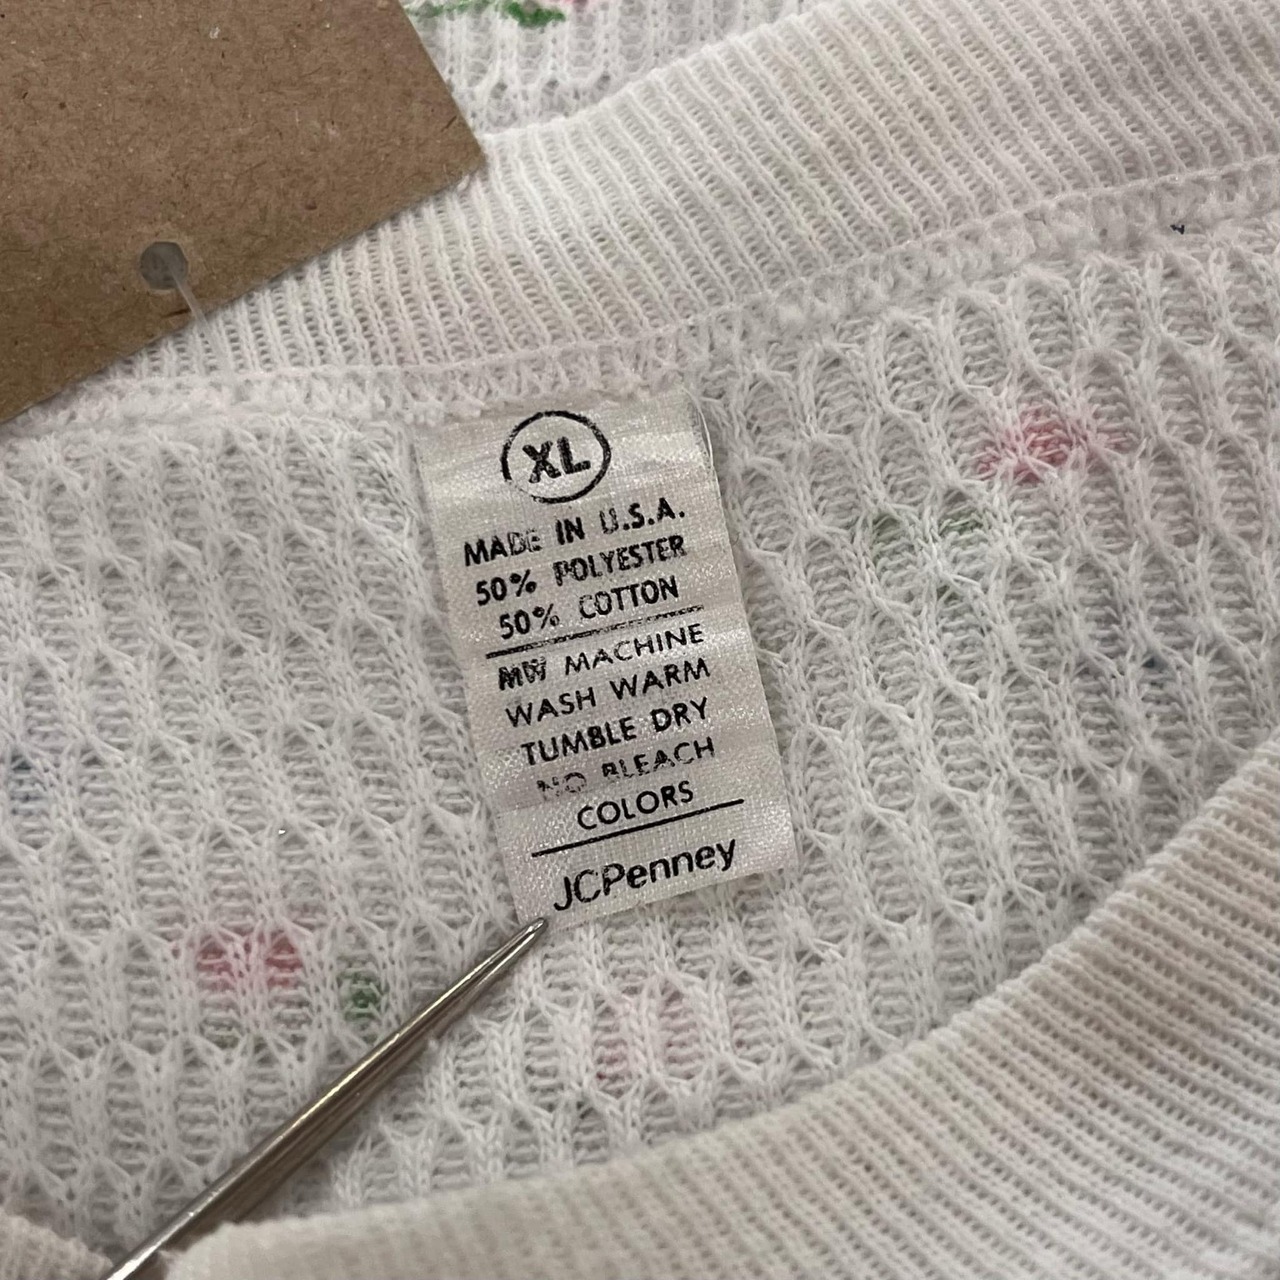 XL
MADE IN U.S.A.
50% POLYESTER
50% COTTON
MW MACHINE
WASH WARM
TUMBLE DRY
NO BLEACH
COLORS
JCPenney